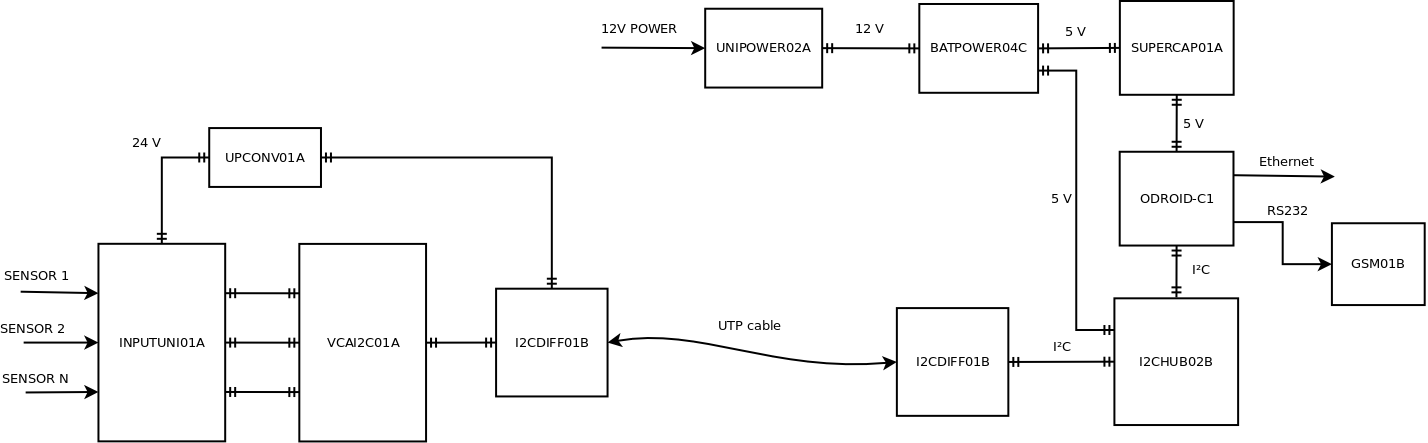 12V POWER
UNIPOWER02A
12 V
BATPOWER04C
5 V
SUPERCAP01A
5 V
24 V
UPCONV01A
Ethernet
5 V
ODROID-C1
RS232
GSM01B
I²C
SENSOR 1
SENSOR 2
SENSOR N
INPUTUNI01A
VCAI2C01A
I2CDIFF01B
UTP cable
I2CDIFF01B
I²C
I2CHUB02B